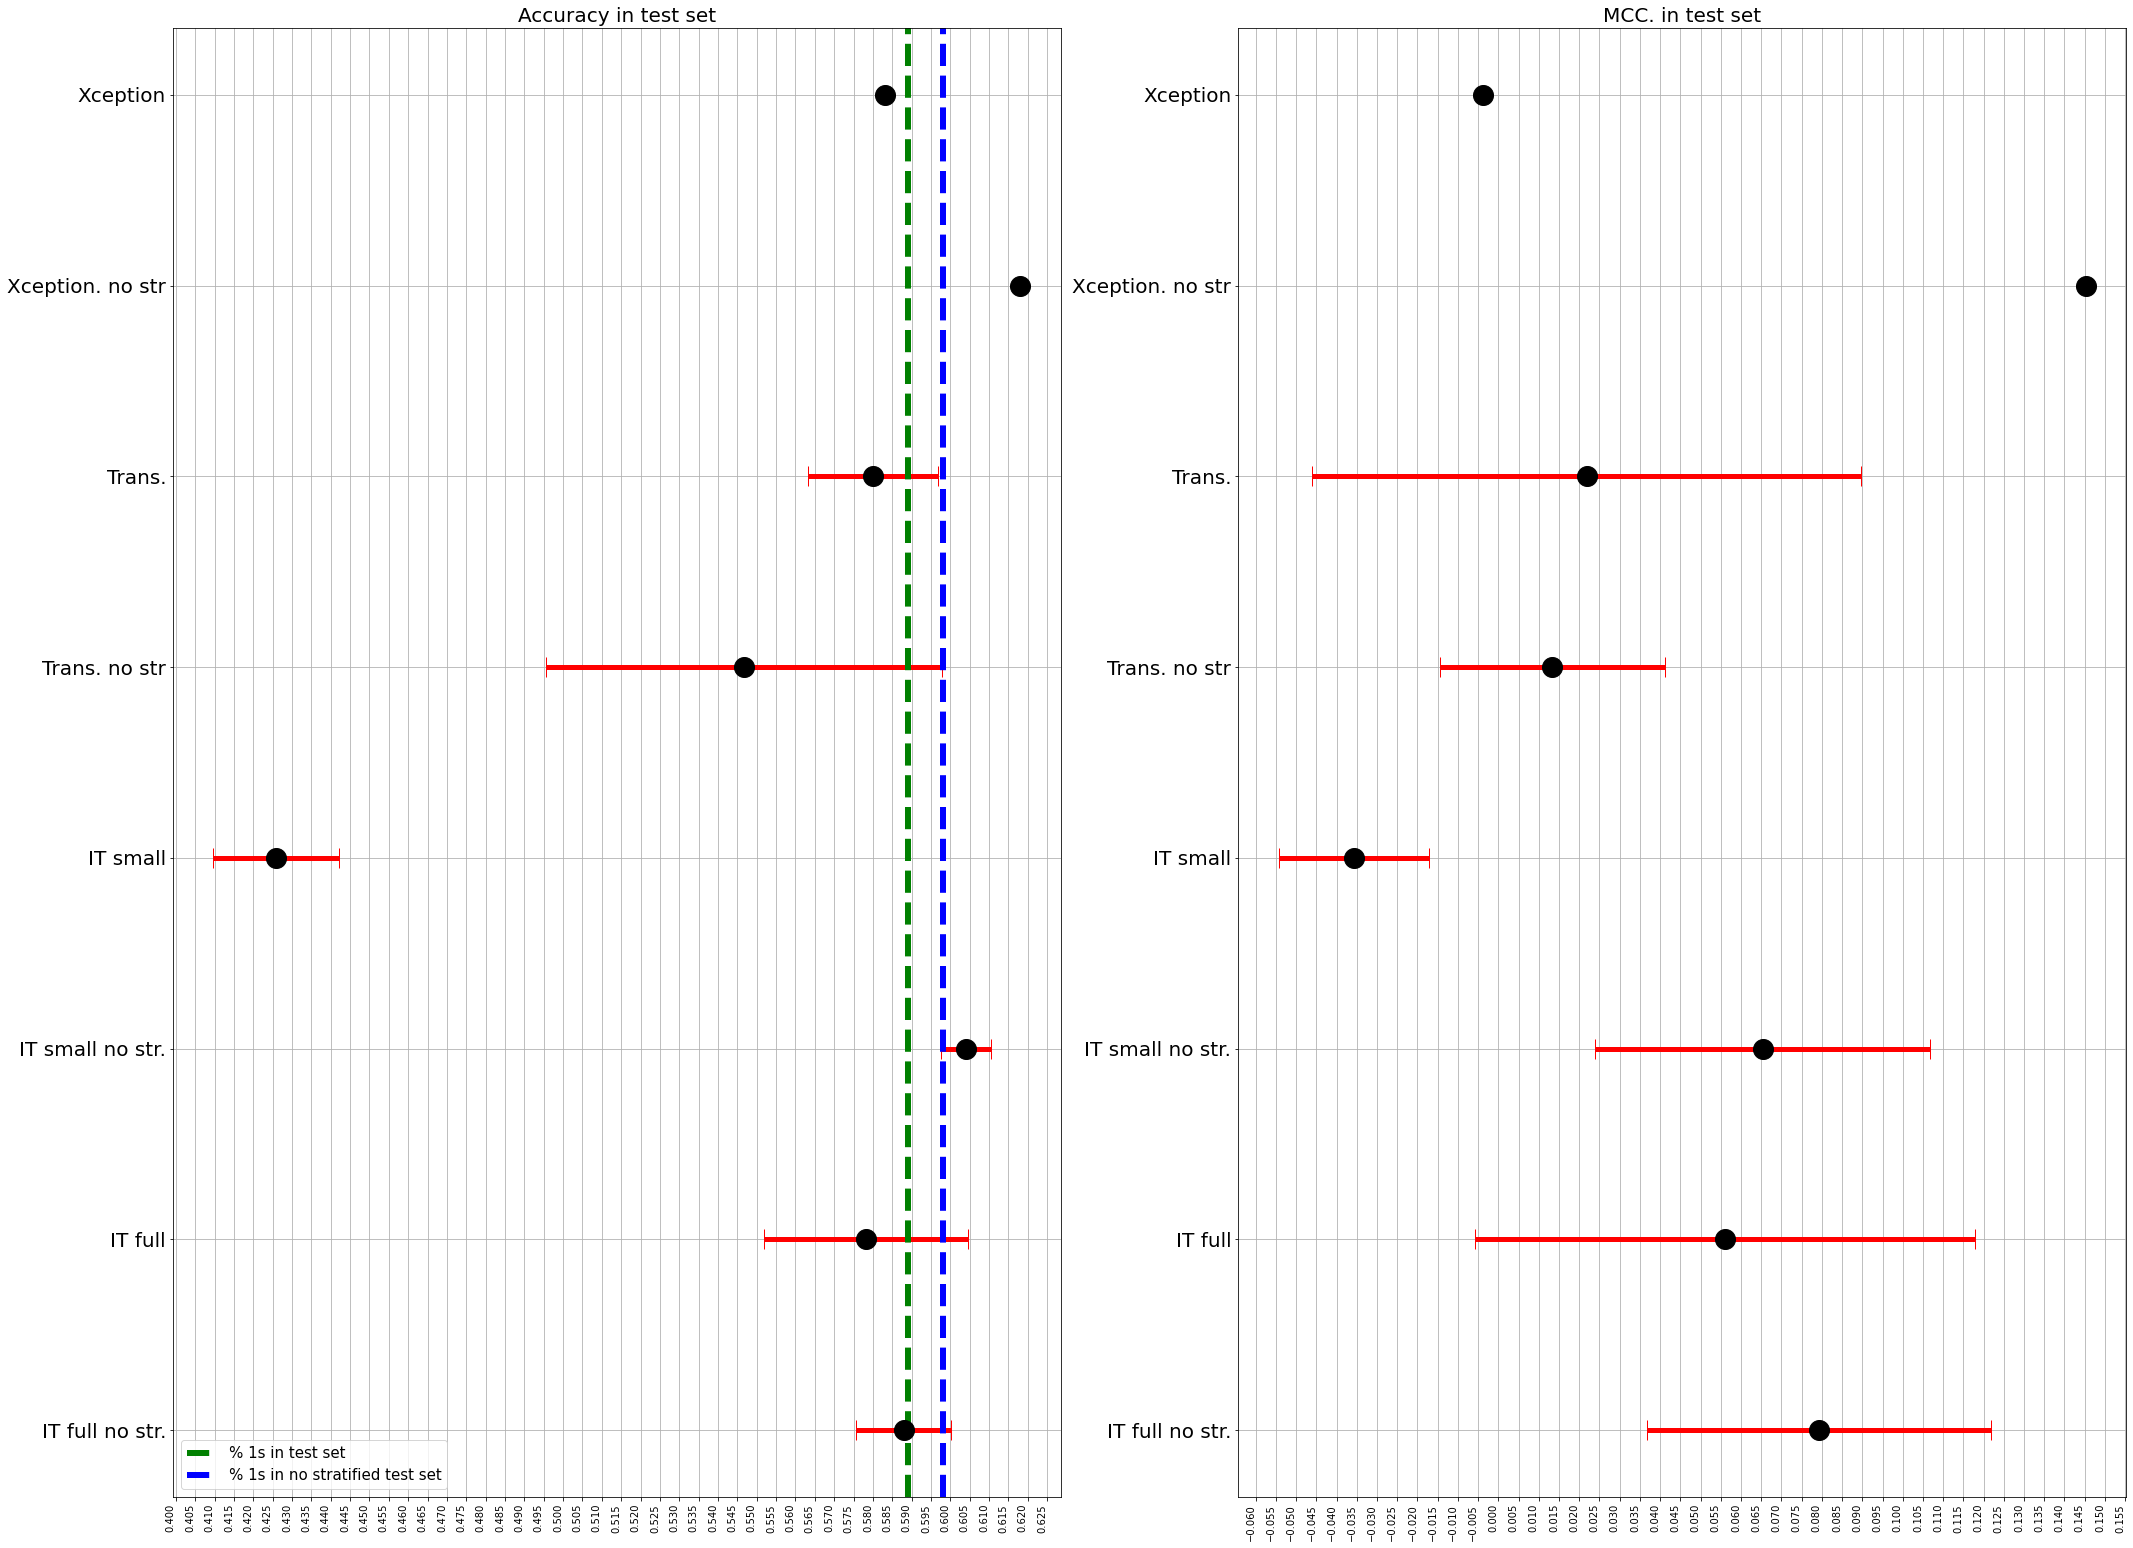 Accuracy in test set
Xception
Xception. no str
Trans.
Trans. no str
IT small
IT small no str.
IT full
IT full no str.
% 1s in test set
% 1s in no stratified test set
0.400 0.405 0.410 0.415 0.420 0.425 0.430 0.435 0.440 0.445 0.450 0.455 0.460 0.465 0.470 0.475 0.480 0.485 0.490 0.495 0.500 0.505 0.510 0.515 0.520 0.525 0.530 0.535 0.540 0.545 0.550 0.555 0.560 0.565 0.570 0.575 0.580 0.585 0.590 0.595 0.600 0.605 0.610 0.615 0.620 0.625
MCC. in test set
Xception
Xception. no str
Trans.
Trans. no str
IT small
IT small no str.
IT full
IT full no str.
−0.060 −0.055 −0.050 −0.045 −0.040 −0.035 −0.030 −0.025 −0.020 −0.015 −0.010 −0.005 0.000 0.005 0.010 0.015 0.020 0.025 0.030 0.035 0.040 0.045 0.050 0.055 0.060 0.065 0.070 0.075 0.080 0.085 0.090 0.095 0.100 0.105 0.110 0.115 0.120 0.125 0.130 0.135 0.140 0.145 0.150 0.155